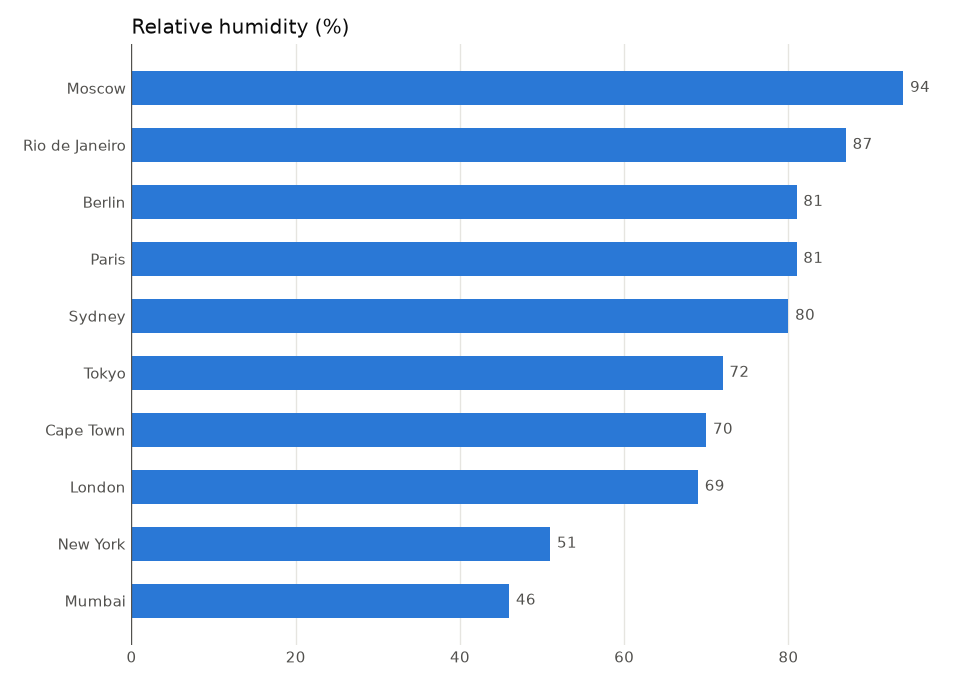 Relative humidity (%)
Moscow 94
Rio de Janeiro 87
Berlin 81
Paris 81
Sydney 80
Tokyo 72
Cape Town 70
London 69
New York 51
Mumbai 46
0 20 40 60 80